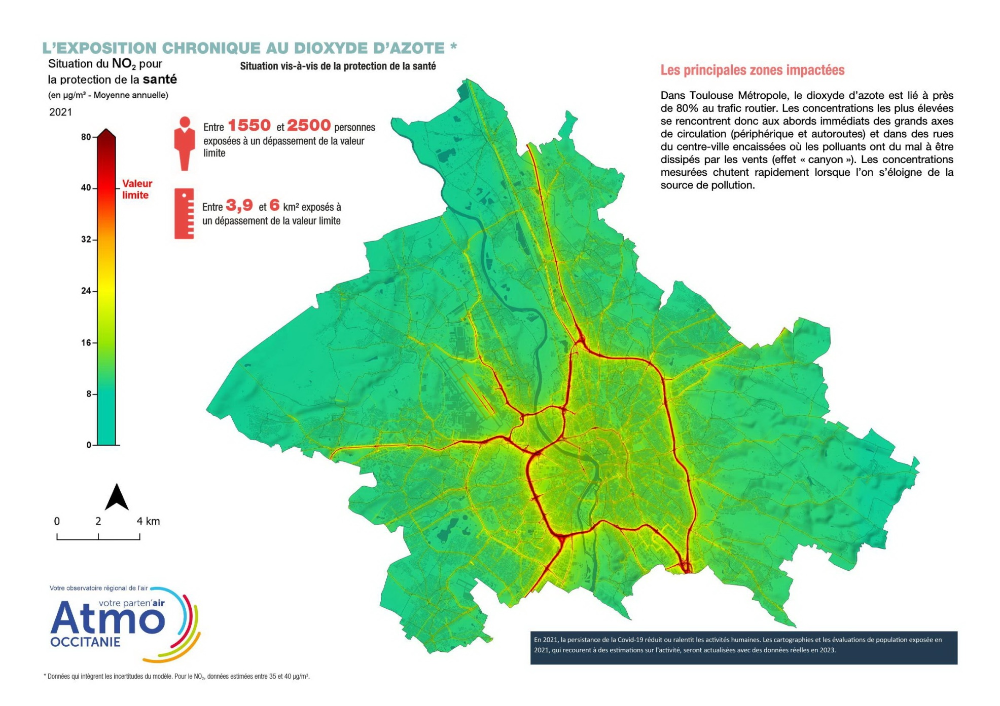 L'EXPOSITION CHRONIQUE AU DIOXYDE D'AZOTE *
Situation du NO₂ pour
la protection de la santé
(en µg/m³ - Moyenne annuelle)
2021
Situation vis-à-vis de la protection de la santé
80
40
32
24
16
8
0
Valeur
limite
Entre 1550 et 2500 personnes
exposées à un dépassement de la valeur
limite
Entre 3,9 et 6 km² exposés à
un dépassement de la valeur limite
Les principales zones impactées
Dans Toulouse Métropole, le dioxyde d'azote est lié à près
de 80% au trafic routier. Les concentrations les plus élevées
se rencontrent donc aux abords immédiats des grands axes
de circulation (périphérique et autoroutes) et dans des rues
du centre-ville encaissées où les polluants ont du mal à être
dissipés par les vents (effet « canyon »). Les concentrations
mesurées chutent rapidement lorsque l'on s'éloigne de la
source de pollution.
0 2 4 km
Votre observatoire régional de l'air
votre parten'air
Atmo
OCCITANIE
En 2021, la persistance de la Covid-19 réduit ou ralentit les activités humaines. Les cartographies et les évaluations de population exposée en
2021, qui recourent à des estimations sur l'activité, seront actualisées avec des données réelles en 2023.
* Données qui intègrent les incertitudes du modèle. Pour le NO₂, données estimées entre 35 et 40 µg/m³.